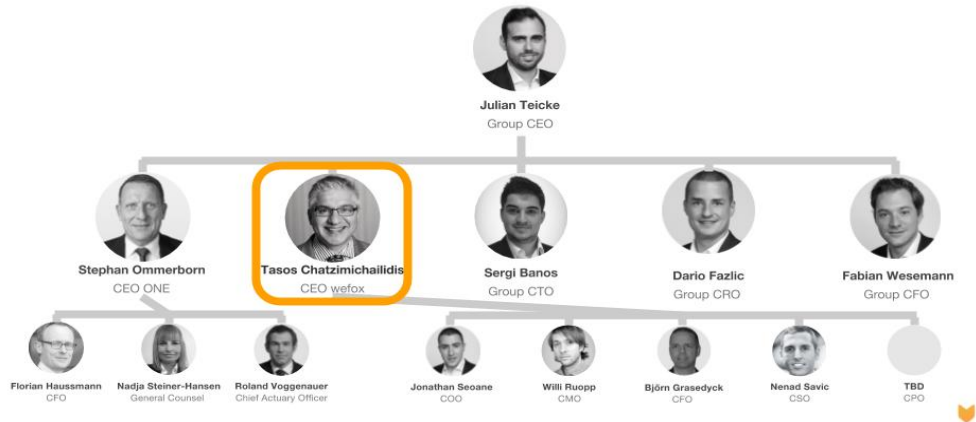 Julian Teicke
Group CEO
Stephan Ommerborn
CEO ONE
Tasos Chatzimichailidis
CEO wefox
Sergi Banos
Group CTO
Dario Fazlic
Group CRO
Fabian Wesemann
Group CFO
Florian Haussmann
CFO
Nadja Steiner-Hansen
General Counsel
Roland Voggenauer
Chief Actuary Officer
Jonathan Seoane
COO
Willi Ruopp
CMO
Björn Grasedyck
CFO
Nenad Savic
CSO
TBD
CPO